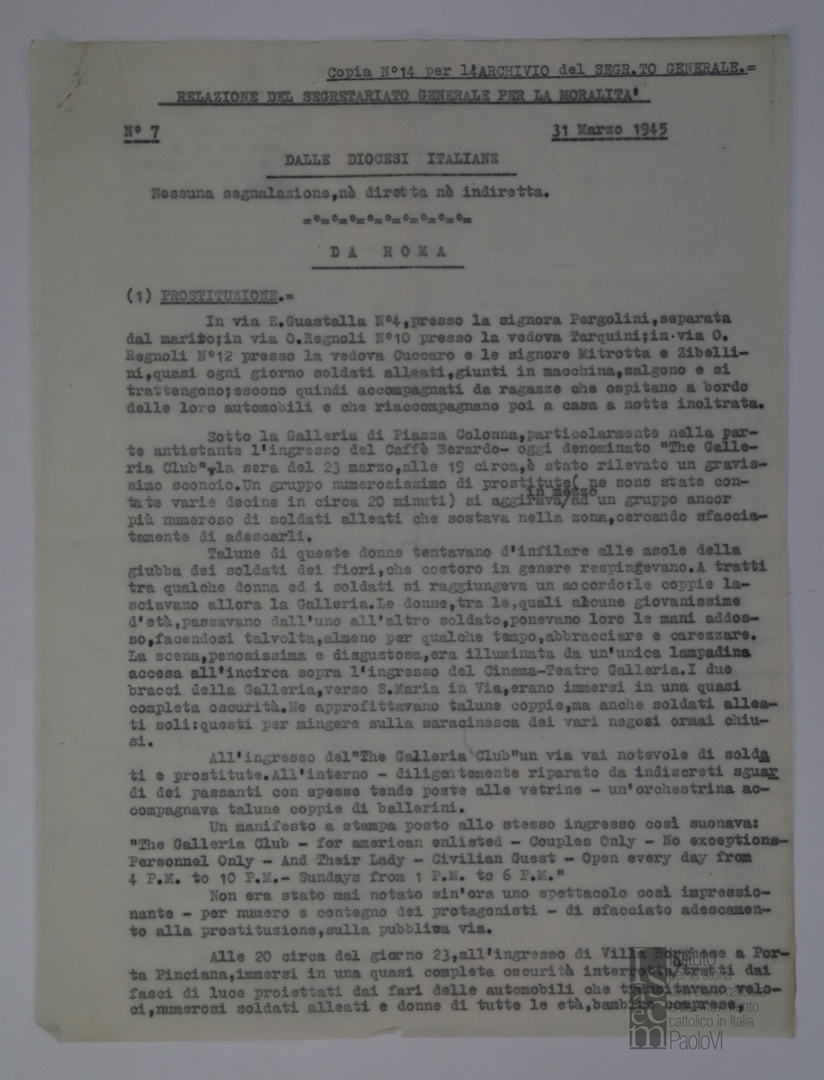 Copia N°14 per l'ARCHIVIO del SEGR.TO GENERALE.=
RELAZIONE DEL SEGRETARIATO GENERALE PER LA MORALITA'
N° 7
31 Marzo 1945
DALLE DIOCESI ITALIANE
Nessuna segnalazione,nè diretta nè indiretta.
=°=°=°=°=°=°=°=°=°=
DA ROMA
(1) PROSTITUZIONE.=
In via E.Guastalla N°4,presso la signora Pergolini,separata
dal marito;in via O.Regnoli N°10 presso la vedova Tarquini;in via O.
Regnoli N°12 presso la vedova Cuccaro e le signore Mitrotta e Zibelli-
ni,quasi ogni giorno soldati alleati,giunti in macchina,salgono e si
trattengono;escono quindi accompagnati da ragazze che ospitano a bordo
delle loro automobili e che riaccompagnano poi a casa a notte inoltrata.
Sotto la Galleria di Piazza Colonna,particolarmente nella par-
te antistante l'ingresso del Caffè Berardo- oggi denominato "The Galle-
ria Club",la sera del 23 marzo,alle 19 circa,è stato rilevato un gravis-
simo sconcio.Un gruppo numerosissimo di prostitute( ne sono state con-
tate varie decine in circa 20 minuti) si aggirava/in mezzo ad un gruppo ancor
più numeroso di soldati alleati che sostava nella zona,cercando sfaccia-
tamente di adescarli.
Talune di queste donne tentavano d'infilare alle asole della
giubba dei soldati dei fiori,che costoro in genere respingevano.A tratti
tra qualche donna ed i soldati si raggiungeva un accordo:le coppie la-
sciavano allora la Galleria.Le donne,tra le,quali alcune giovanissime
d'età,passavano dall'uno all'altro soldato,ponevano loro le mani addos-
so,facendosi talvolta,almeno per qualche tempo,abbracciare e carezzare.
La scena,penosissima e disgustosa,era illuminata da un'unica lampadina
accesa all'incirca sopra l'ingresso del Cinema-Teatro Galleria.I due
bracci della Galleria,verso S.Maria in Via,erano immersi in una quasi
completa oscurità.Ne approfittavano talune coppie,ma anche soldati allea-
ti soli:questi per mingere sulla saracinesca dei vari negosi ormai chiu-
si.
All'ingresso del"The Galleria Club"un via vai notevole di solda
ti e prostitute.All'interno - diligentemente riparato da indiscreti sguar
di dei passanti con spesse tende poste alle vetrine - un'orchestrina ac-
compagnava talune coppie di ballerini.
Un manifesto a stampa posto allo stesso ingresso così suonava:
"The Galleria Club - for american enlisted - Couples Only - No exceptions-
Personnel Only - And Their Lady - Civilian Guest - Open every day from
4 P.M. to 10 P.M.- Sundays from 1 P.M. to 6 P.M."
Non era stato mai notato sin'ora uno spettacolo così impressio-
nante - per numero e contegno dei protagonisti - di sfacciato adescamen-
to alla prostituzione,sulla pubblica via.
Alle 20 circa del giorno 23,all'ingresso di Villa Borghese a Por-
ta Pinciana,immersi in una quasi completa oscurità interrotta tratti dai
fasci di luce proiettati dai fari delle automobili che transitavano velo-
ci,numerosi soldati alleati e donne di tutte le età,bambine comprese,
Istituto
per la storia
cattolico in Italia
PaoloVI